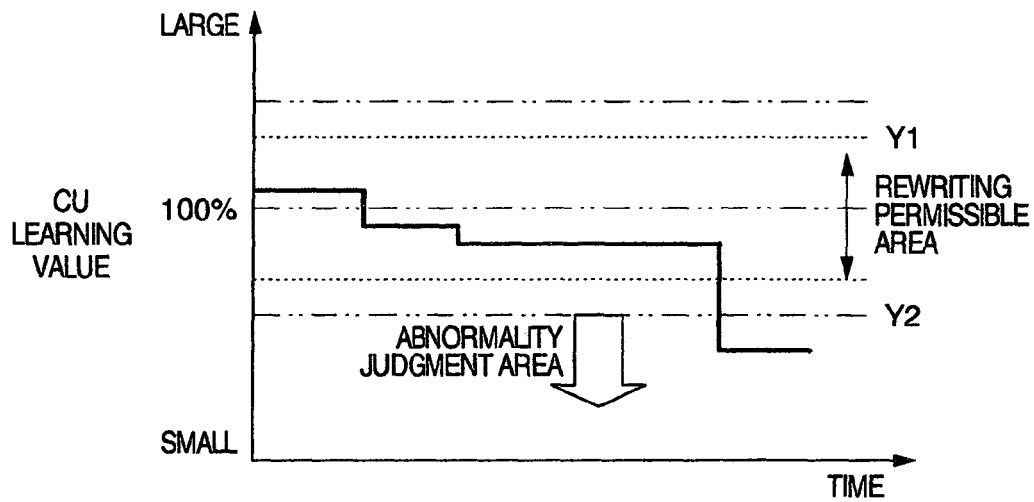 LARGE
Y1
CU
LEARNING
VALUE
100%
REWRITING
PERMISSIBLE
AREA
Y2
ABNORMALITY
JUDGMENT AREA
SMALL
TIME